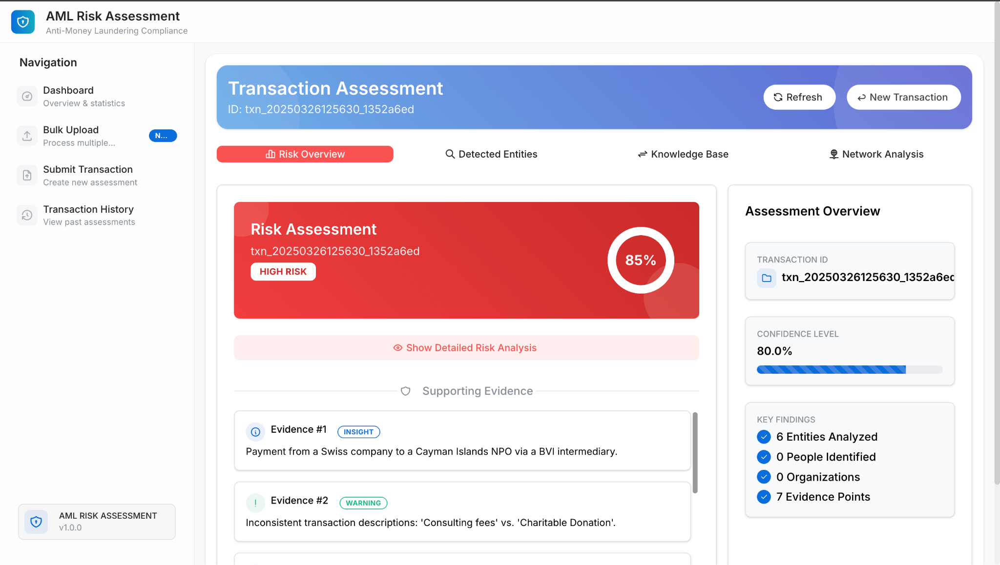 AML Risk Assessment
Anti-Money Laundering Compliance
Navigation
Dashboard
Overview & statistics
Bulk Upload
Process multiple...
N...
Submit Transaction
Create new assessment
Transaction History
View past assessments
AML RISK ASSESSMENT
v1.0.0
Transaction Assessment
ID: txn_20250326125630_1352a6ed
Refresh
New Transaction
Risk Overview
Detected Entities
Knowledge Base
Network Analysis
Risk Assessment
txn_20250326125630_1352a6ed
HIGH RISK
85%
Show Detailed Risk Analysis
Supporting Evidence
Evidence #1
INSIGHT
Payment from a Swiss company to a Cayman Islands NPO via a BVI intermediary.
Evidence #2
WARNING
Inconsistent transaction descriptions: 'Consulting fees' vs. 'Charitable Donation'.
Assessment Overview
TRANSACTION ID
txn_20250326125630_1352a6ed
CONFIDENCE LEVEL
80.0%
KEY FINDINGS
6 Entities Analyzed
0 People Identified
0 Organizations
7 Evidence Points